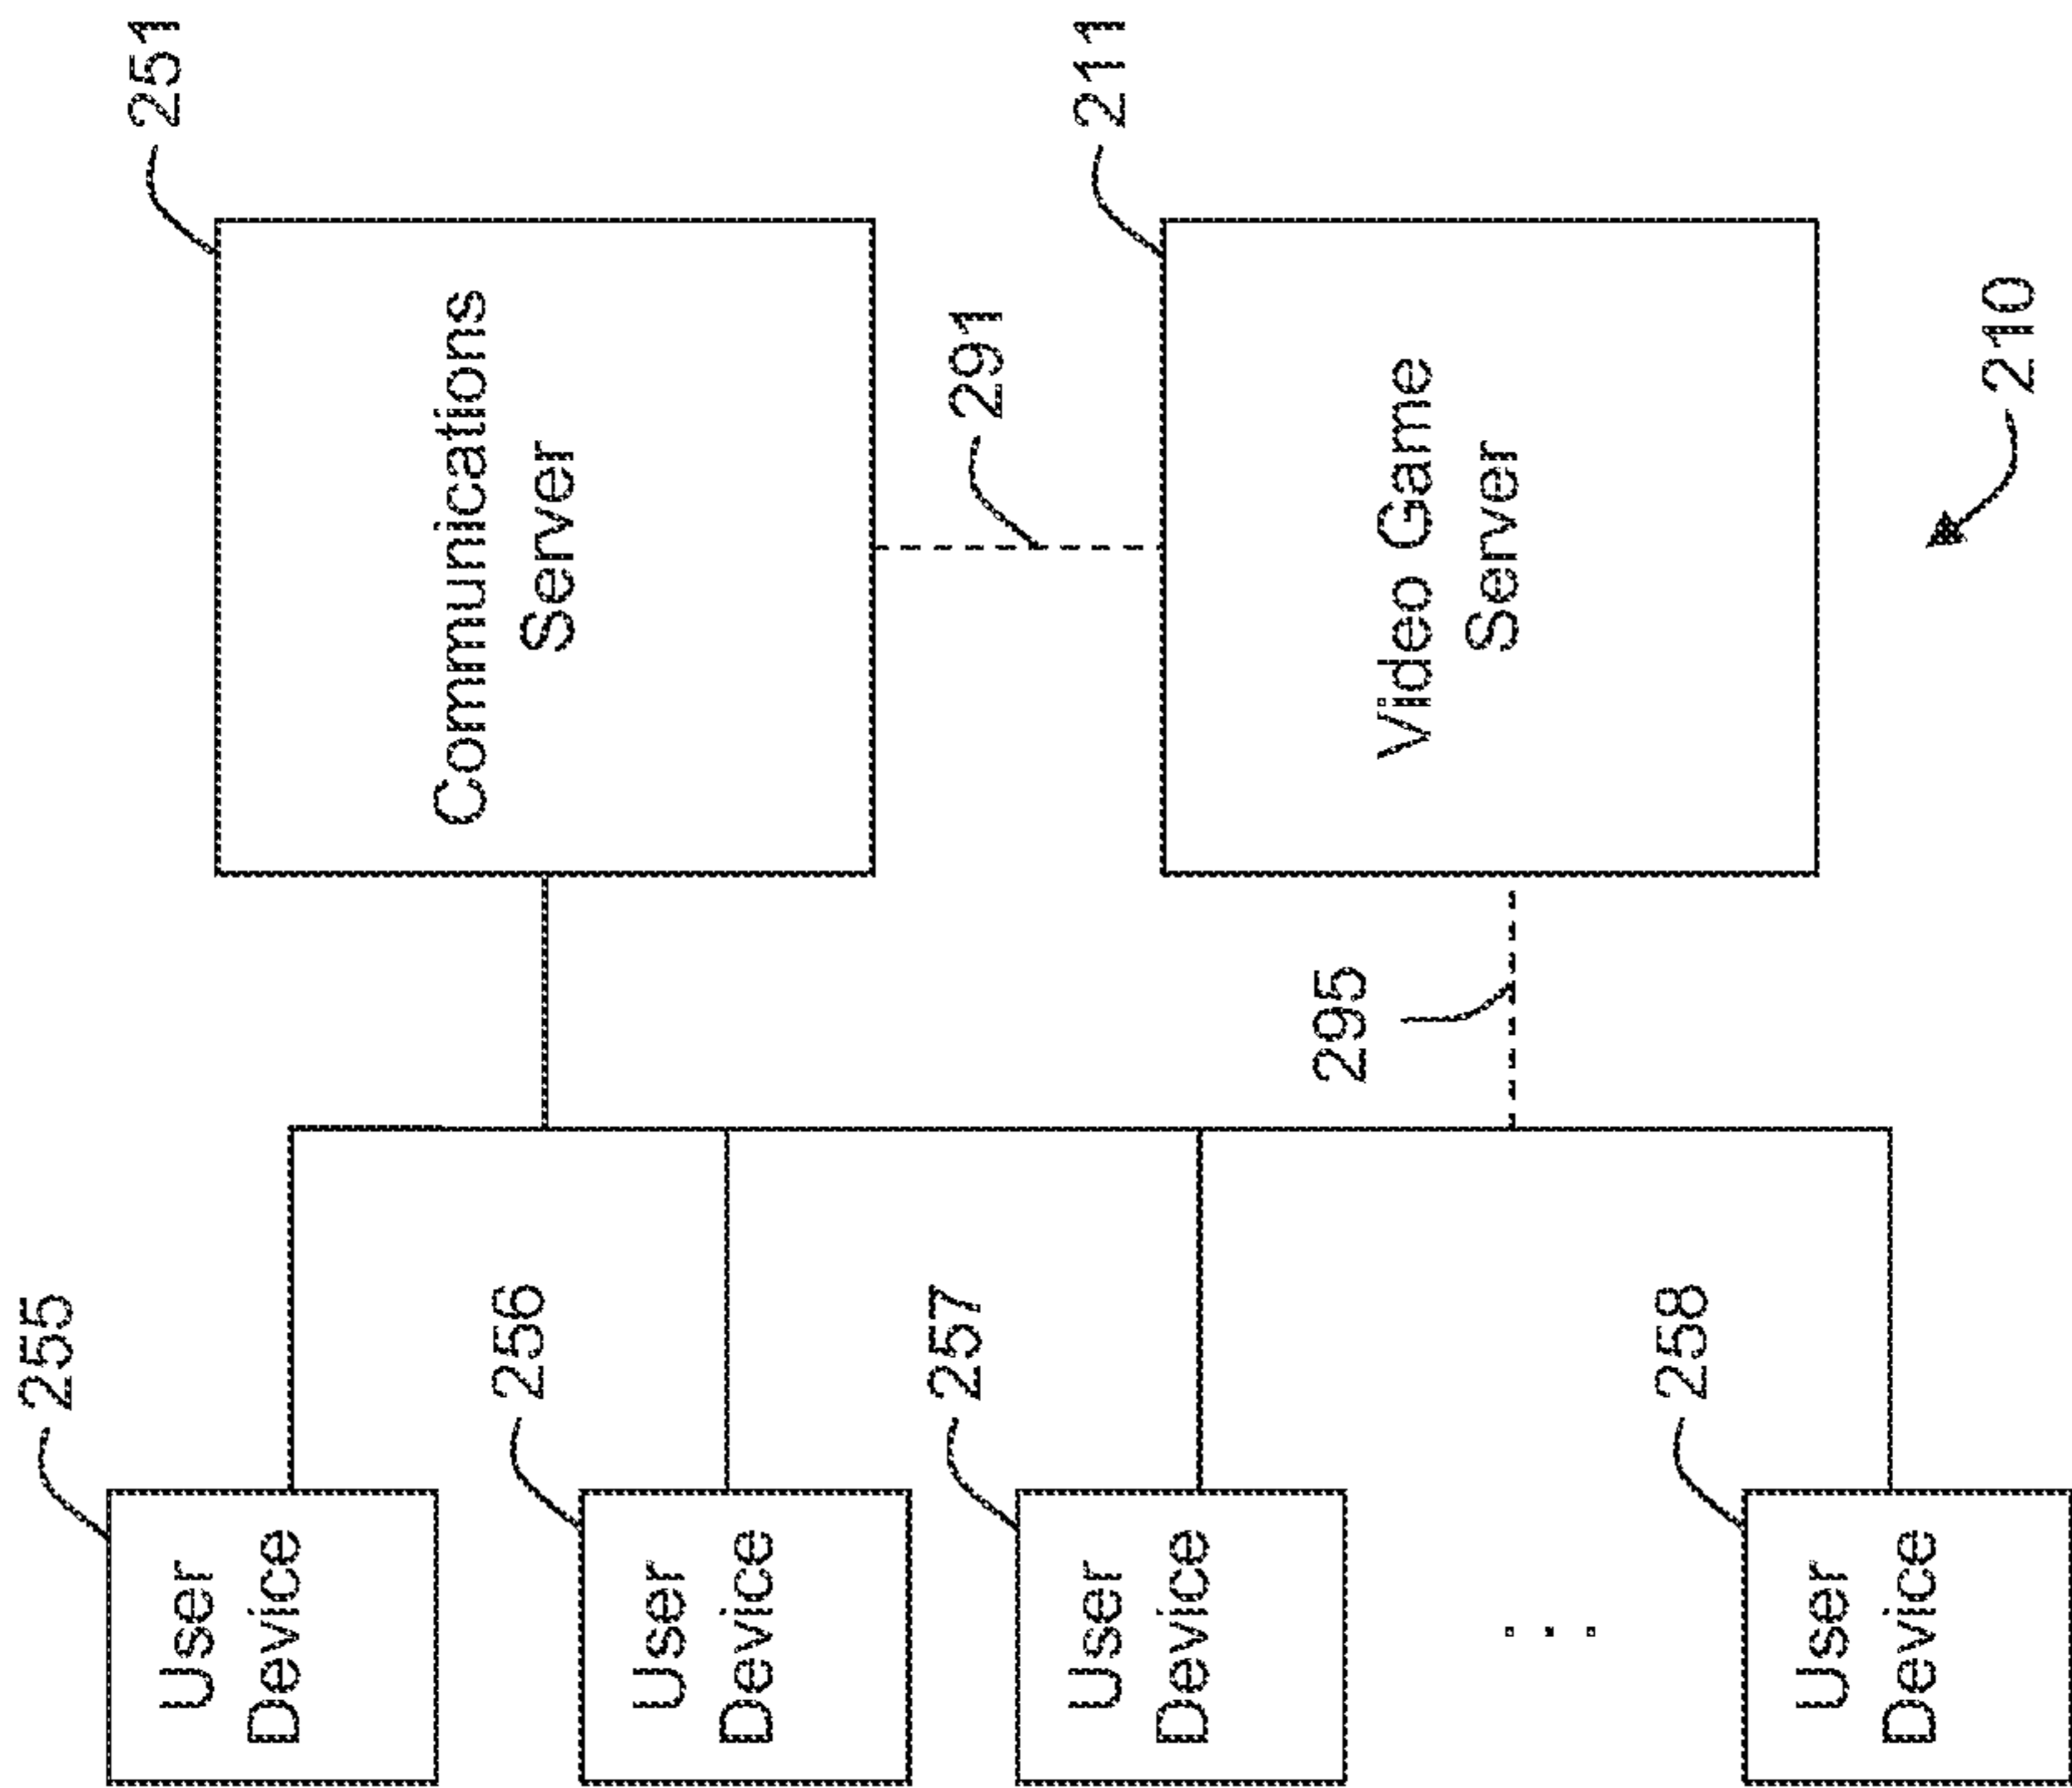 251
Communications
Server
291
211
Video Game
Server
210
295
255
User
Device
256
User
Device
257
User
Device
. . .
258
User
Device